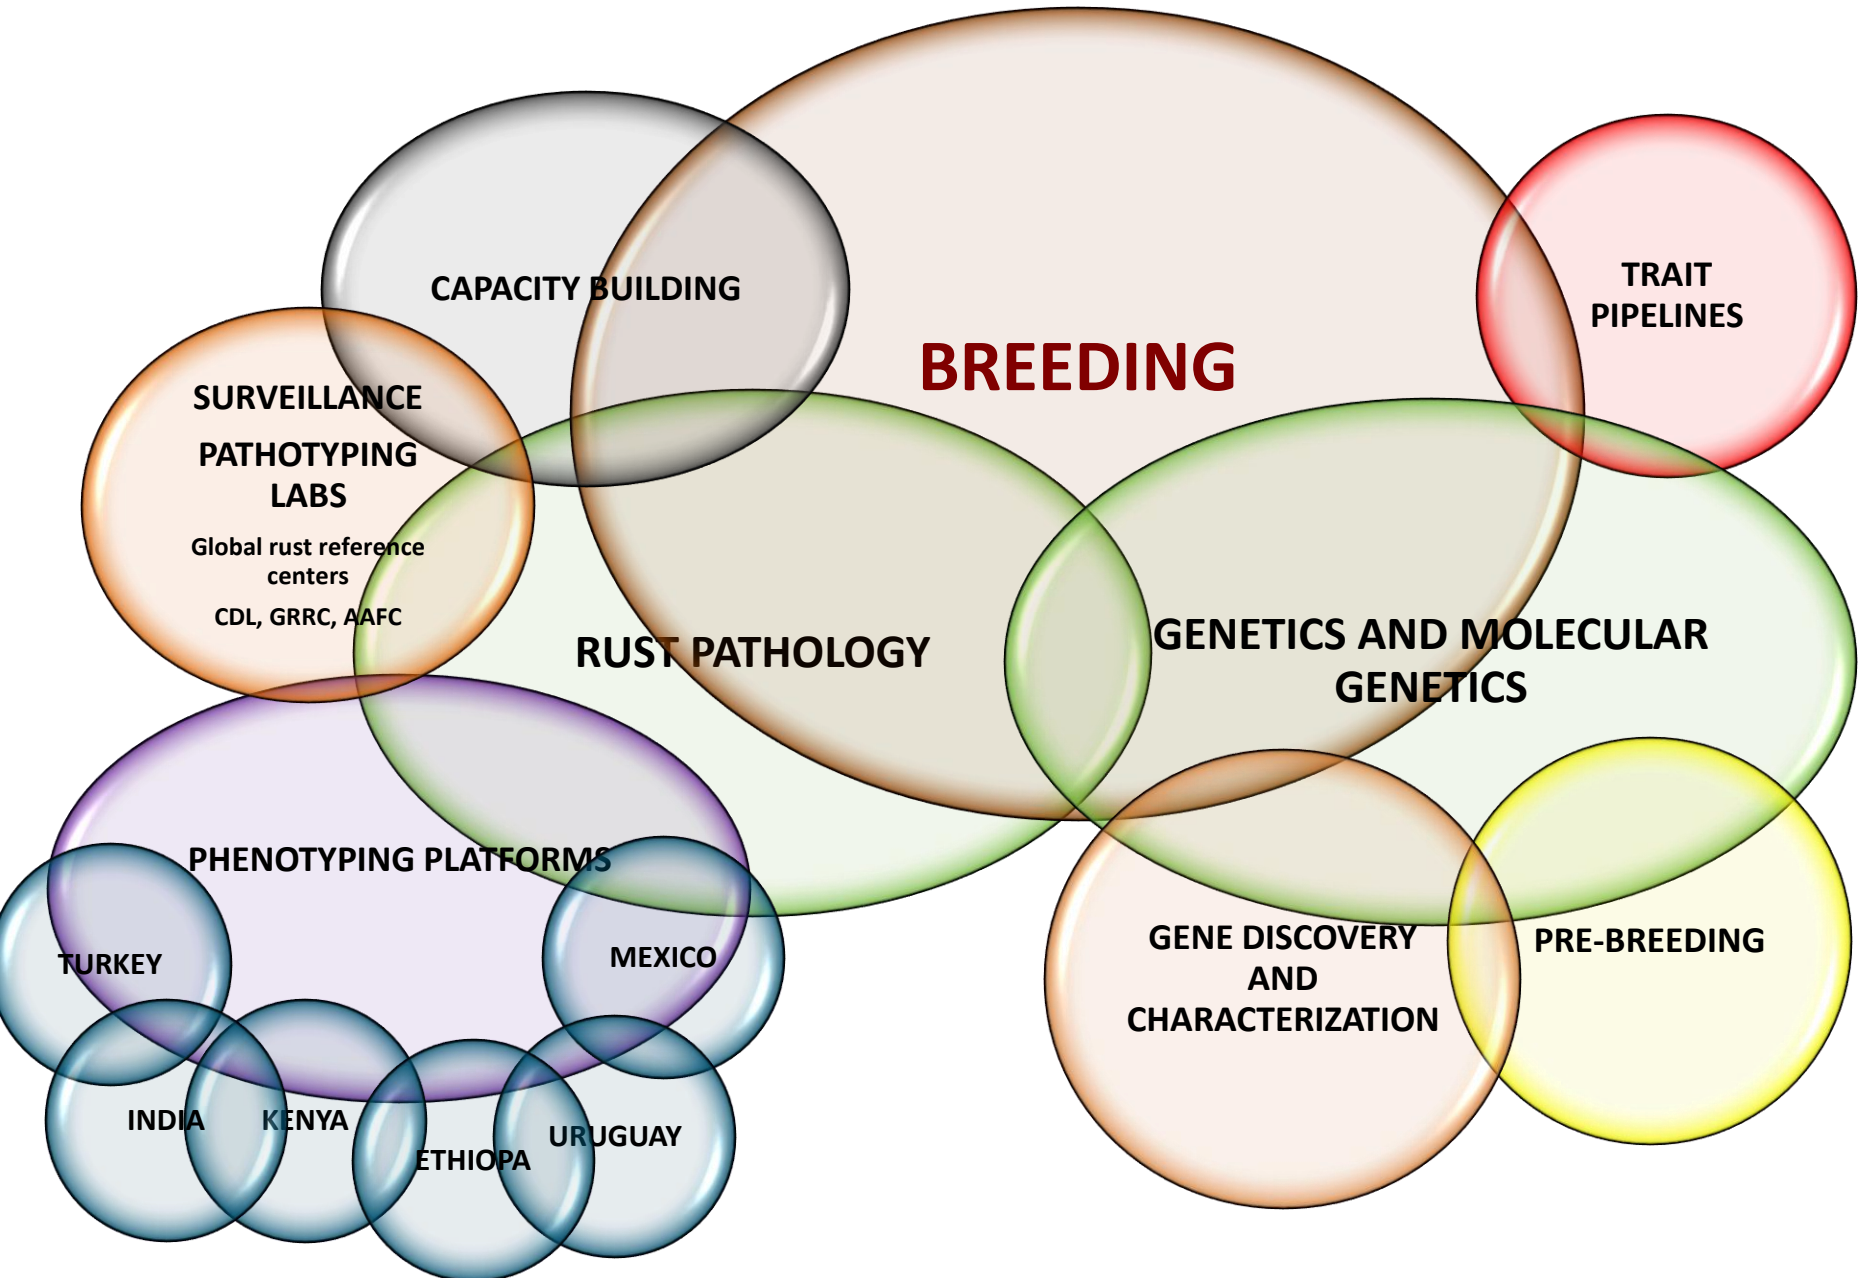 CAPACITY BUILDING
TRAIT
PIPELINES
BREEDING
SURVEILLANCE
PATHOTYPING
LABS
Global rust reference
centers
CDL, GRRC, AAFC
RUST PATHOLOGY
GENETICS AND MOLECULAR
GENETICS
PHENOTYPING PLATFORMS
TURKEY
MEXICO
INDIA
KENYA
ETHIOPA
URUGUAY
GENE DISCOVERY
AND
CHARACTERIZATION
PRE-BREEDING